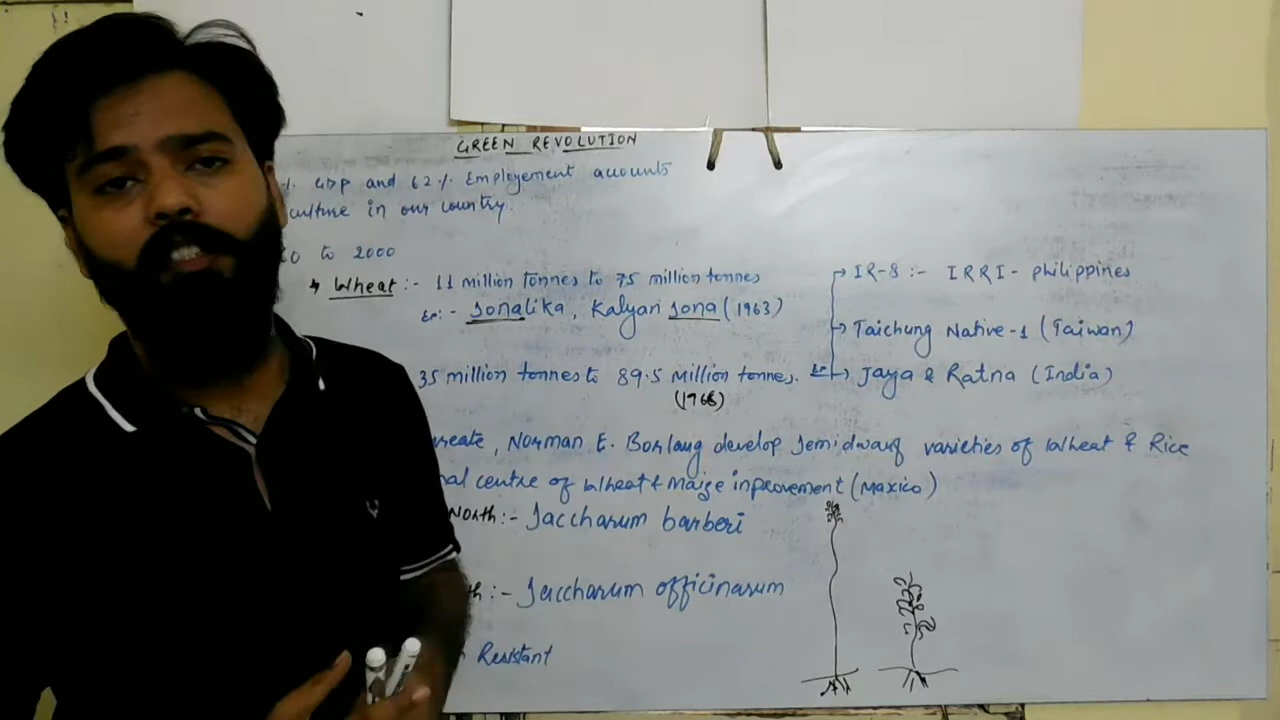 GREEN REVOLUTION
%. GDP and 62%. Employement accounts
culture in our country.
60 to 2000
→ Wheat :- 11 million tonnes to 75 million tonnes
Ex:- Sonalika, Kalyan Sona (1963)
35 million tonnes to 89.5 Million tonnes. Ex
(1966)
→ IR-8 :- IRRI - Philippines
→ Taichung Native-1 (Taiwan)
→ Jaya & Ratna (India)
reate, Norman E. Borlaug develop Semidwarf varieties of Wheat & Rice
nal centre of Wheat & Maize inprovement (Maxico)
North :- Saccharum barberi
th :- Saccharum officinarum
Resistant